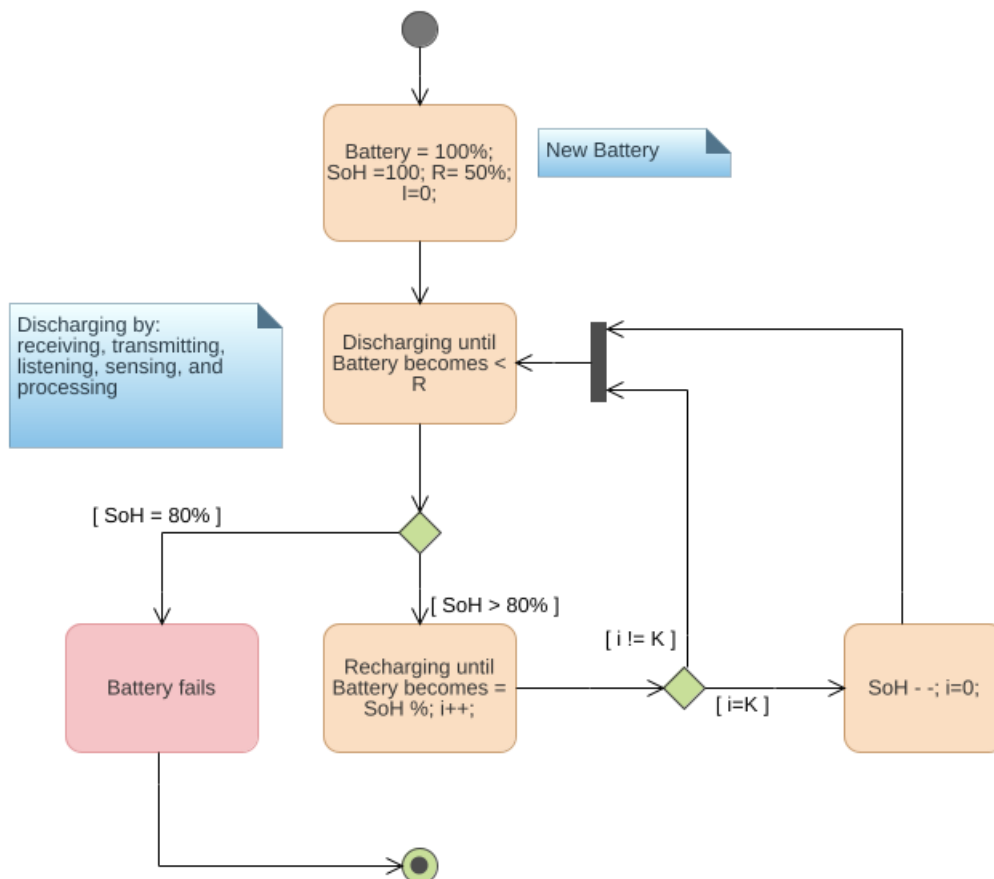 Battery = 100%;
SoH =100; R= 50%;
I=0;
New Battery
Discharging by:
receiving, transmitting,
listening, sensing, and
processing
Discharging until
Battery becomes <
R
[ SoH = 80% ]
[ SoH > 80% ]
Battery fails
Recharging until
Battery becomes =
SoH %; i++;
[ i != K ]
[ i=K ]
SoH - -; i=0;